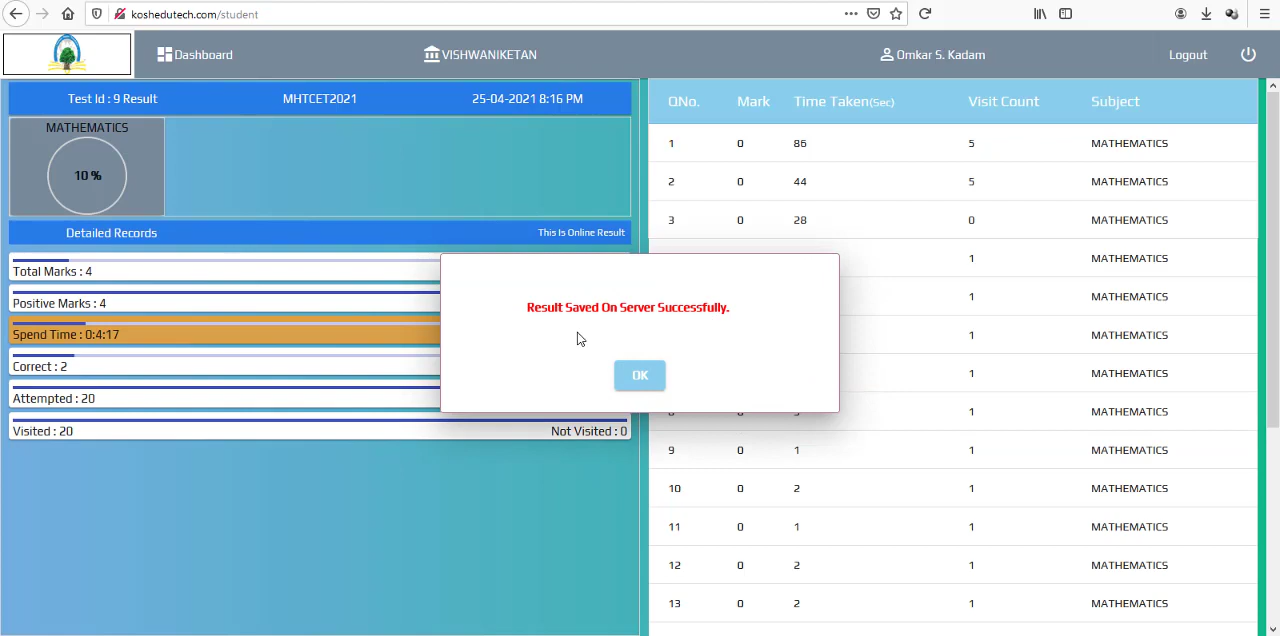 koshedutech.com/student
Dashboard
VISHWANIKETAN
Omkar S. Kadam
Logout
Test Id : 9 Result MHTCET2021 25-04-2021 8:16 PM
MATHEMATICS
10 %
Detailed Records This Is Online Result
Total Marks : 4
Positive Marks : 4
Spend Time : 0:4:17
Correct : 2
Attempted : 20
Visited : 20 Not Visited : 0
Result Saved On Server Successfully.
OK
QNo. Mark Time Taken(Sec) Visit Count Subject
1 0 86 5 MATHEMATICS
2 0 44 5 MATHEMATICS
3 0 28 0 MATHEMATICS
1 MATHEMATICS
1 MATHEMATICS
1 MATHEMATICS
1 MATHEMATICS
1 MATHEMATICS
9 0 1 1 MATHEMATICS
10 0 2 1 MATHEMATICS
11 0 1 1 MATHEMATICS
12 0 2 1 MATHEMATICS
13 0 2 1 MATHEMATICS